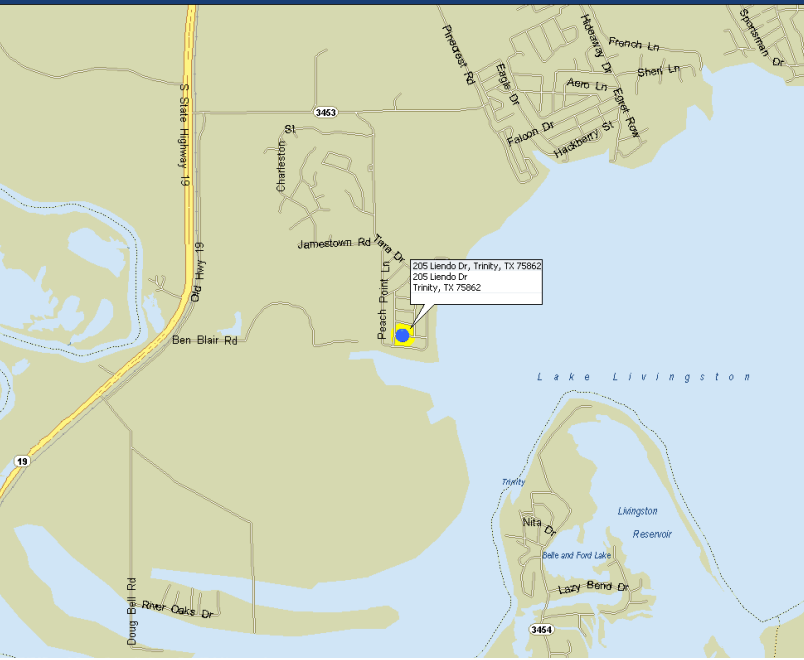 Sportsman Dr
Hideaway Dr
French Ln
Pinecrest Rd
Sheri Ln
Eagle Dr
Aero Ln
Egret Row
S State Highway 19
3453
Falcon Dr
Hackberry St
St
Charleston
Jamestown Rd
Tara Dr
Old Hwy 19
Peach Point Ln
205 Liendo Dr, Trinity, TX 75862
205 Liendo Dr
Trinity, TX 75862
Ben Blair Rd
Lake Livingston
19
Trinity
Livingston
Reservoir
Nita Dr
Belle and Ford Lake
Lazy Bend Dr
Doug Bell Rd
River Oaks Dr
3454